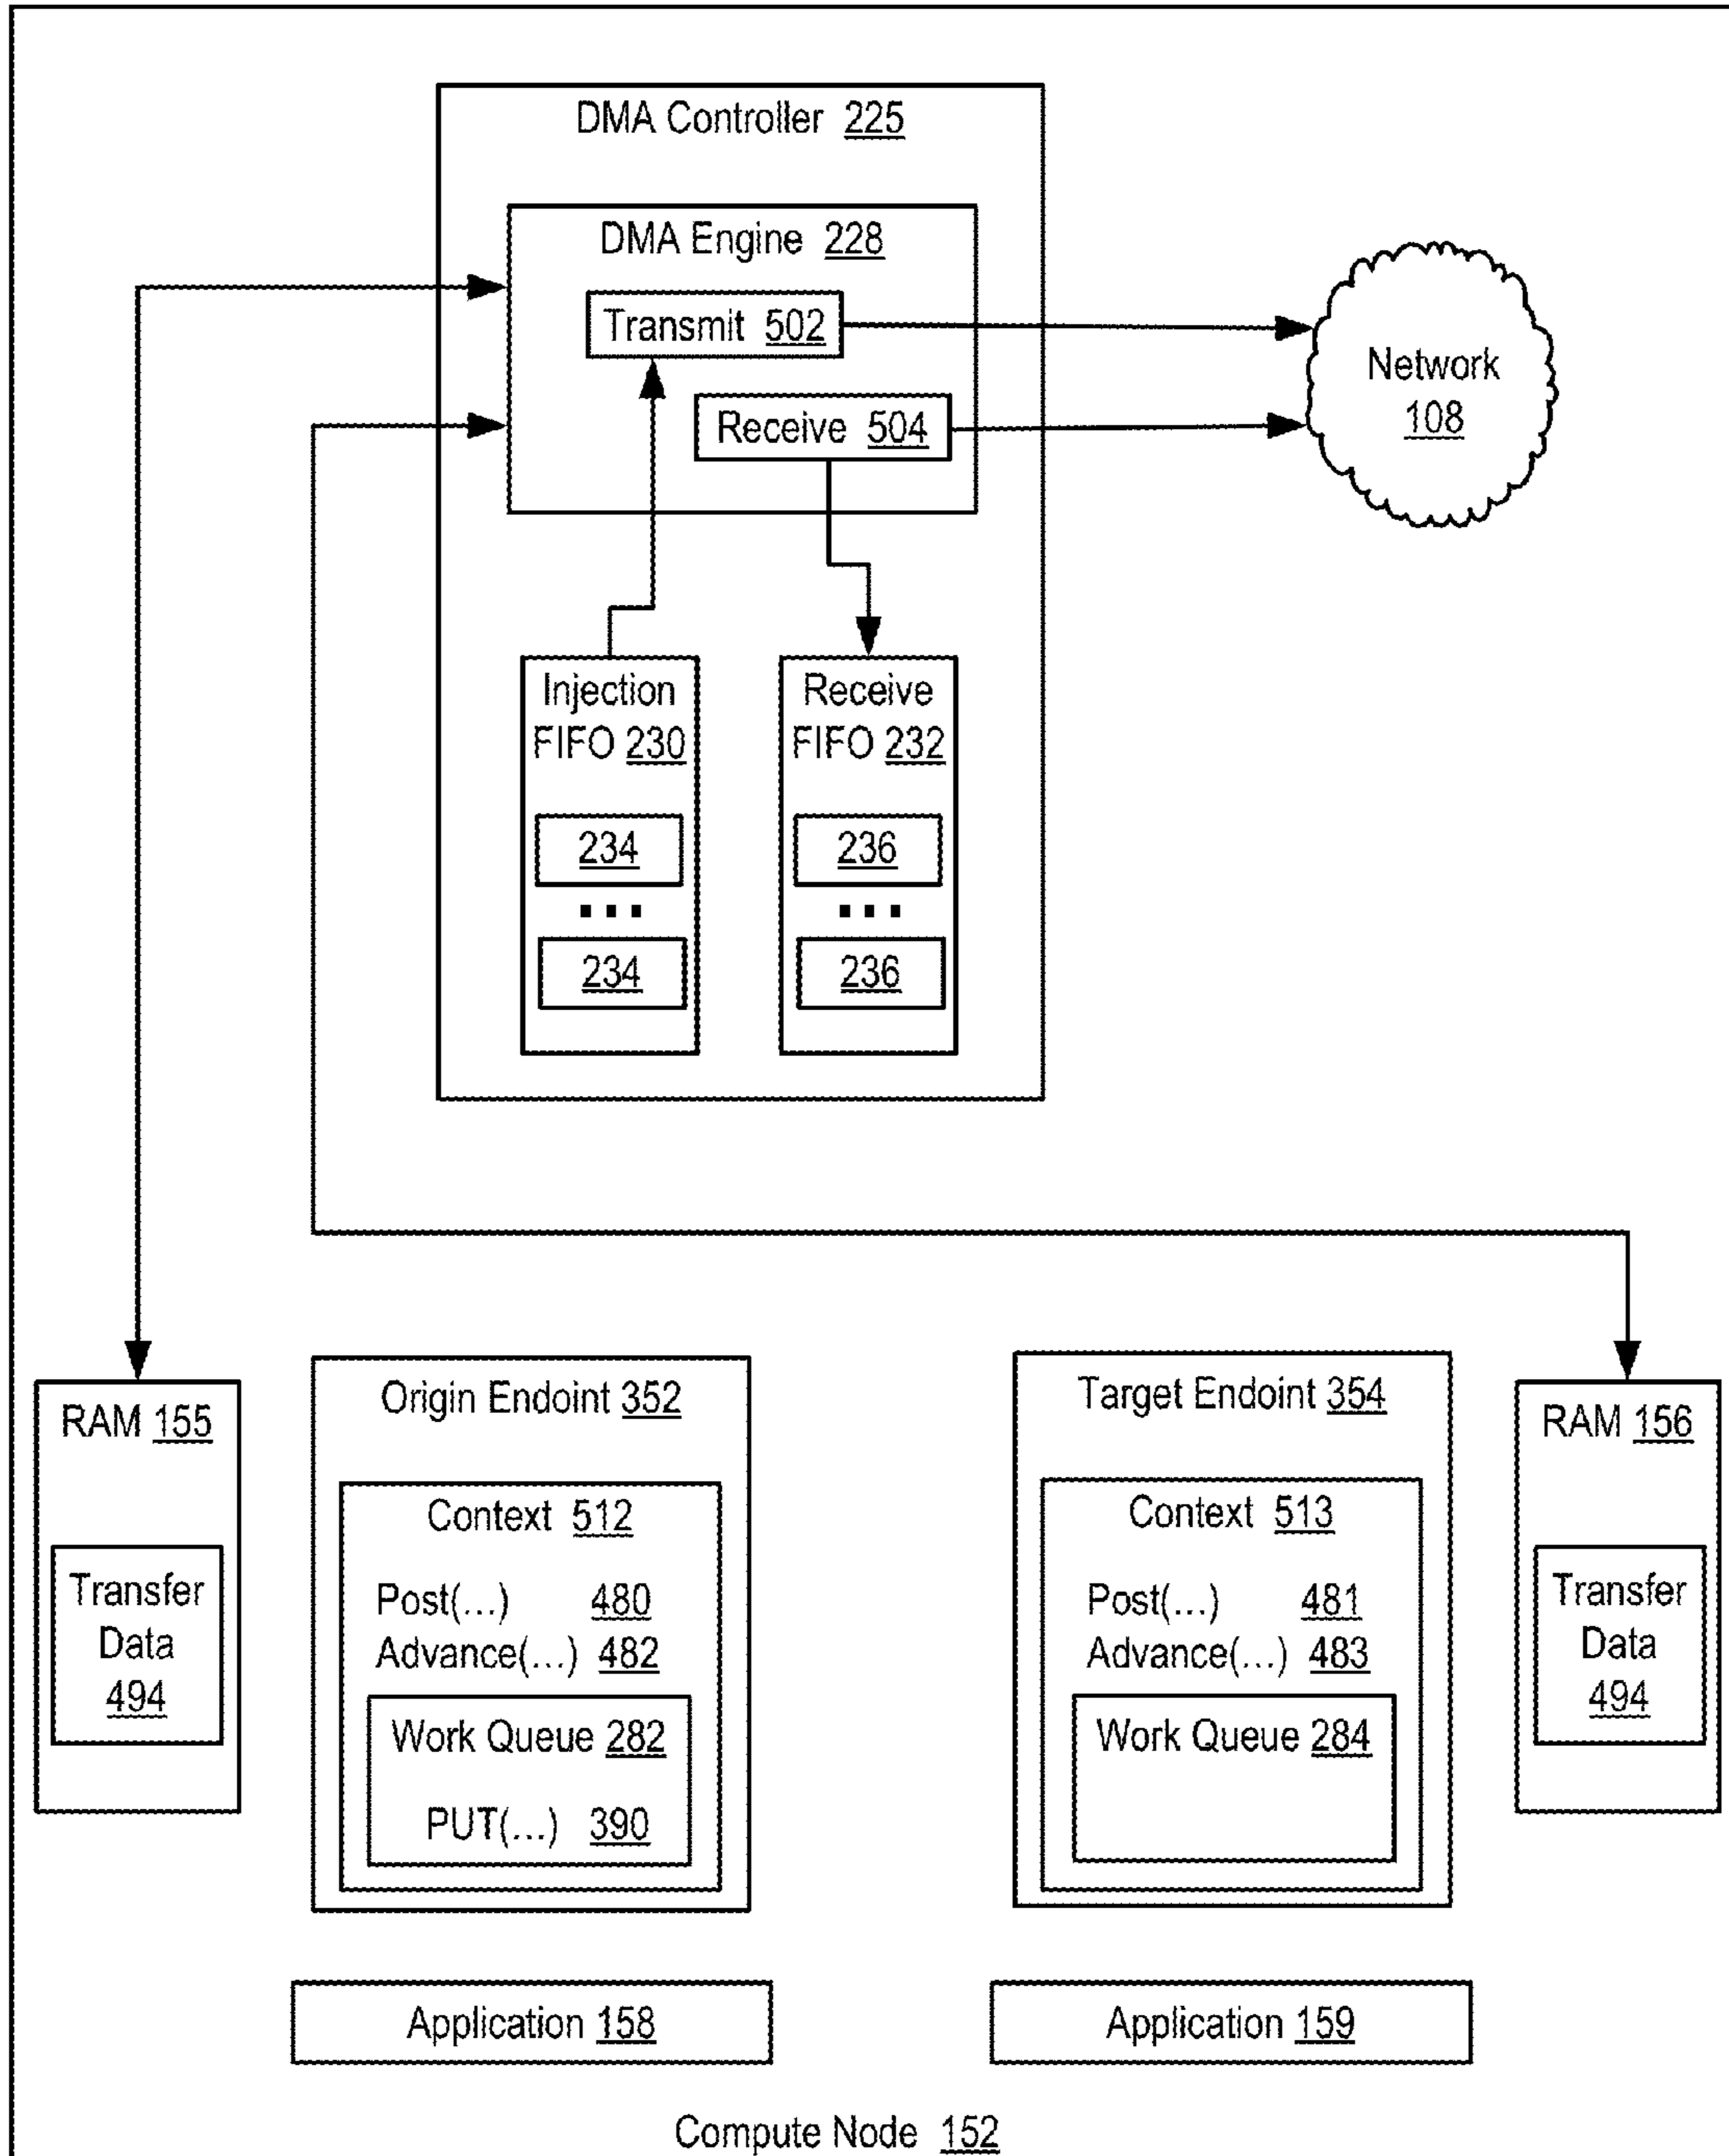 DMA Controller 225
DMA Engine 228
Transmit 502
Receive 504
Network
108
Injection
FIFO 230
234
...
234
Receive
FIFO 232
236
...
236
RAM 155
Transfer
Data
494
Origin Endoint 352
Context 512
Post(...) 480
Advance(...) 482
Work Queue 282
PUT(...) 390
Target Endoint 354
Context 513
Post(...) 481
Advance(...) 483
Work Queue 284
RAM 156
Transfer
Data
494
Application 158
Application 159
Compute Node 152